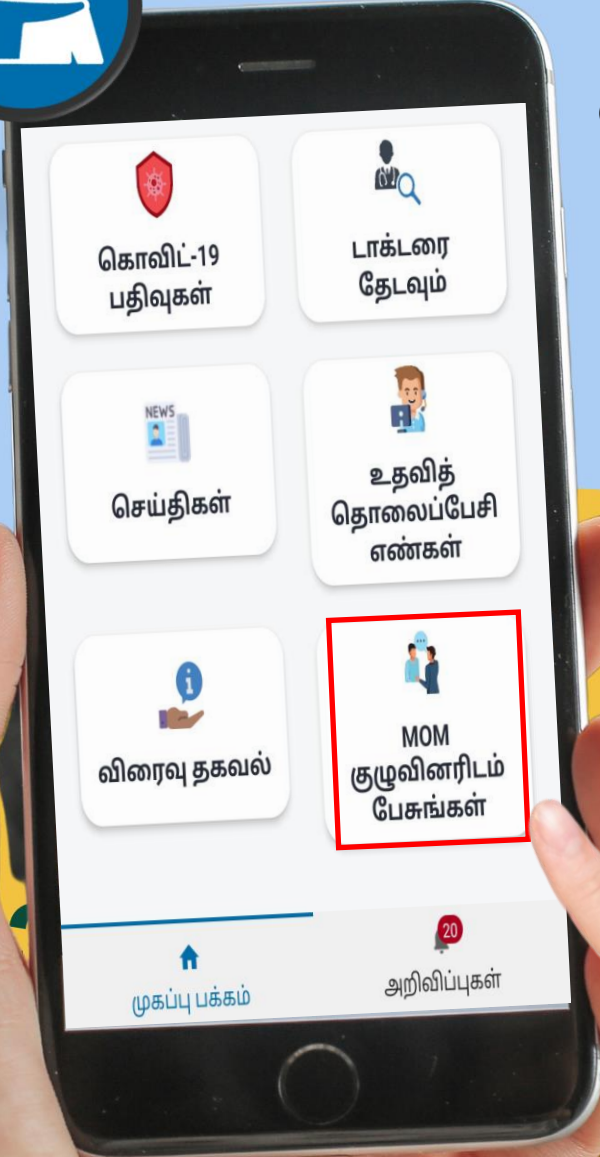 கொவிட்-19
பதிவுகள்
டாக்டரை
தேடவும்
NEWS
செய்திகள்
உதவித்
தொலைப்பேசி
எண்கள்
விரைவு தகவல்
MOM
குழுவினரிடம்
பேசுங்கள்
முகப்பு பக்கம்
20
அறிவிப்புகள்